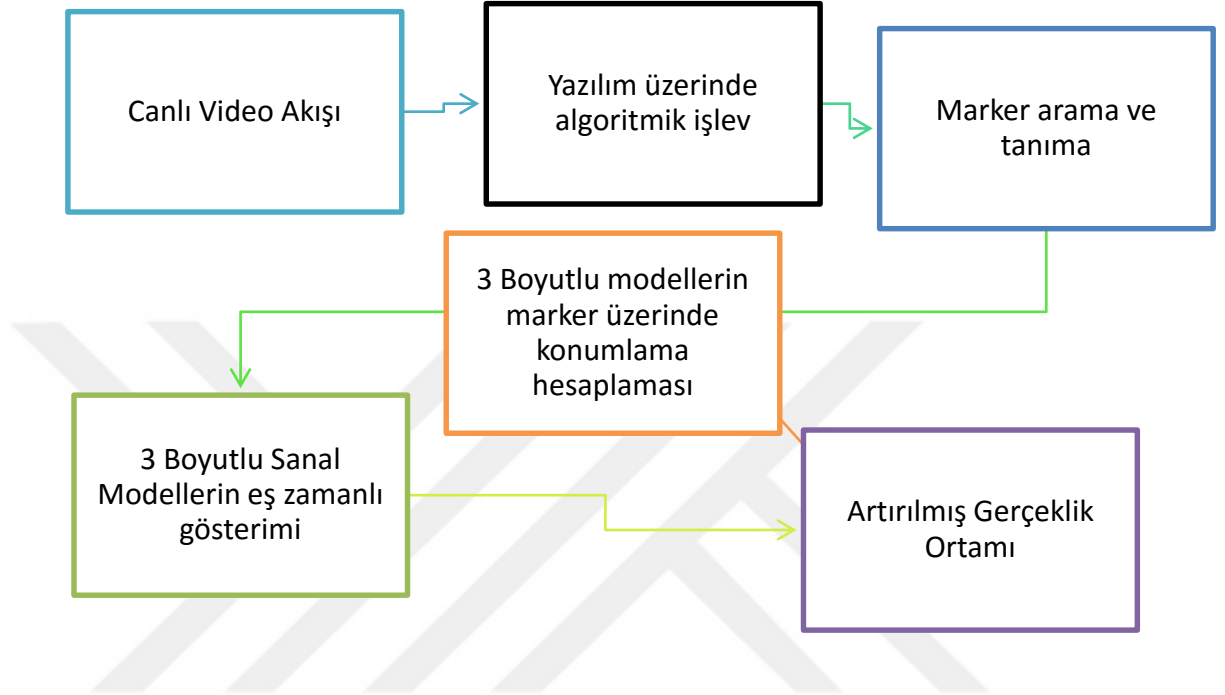 Canlı Video Akışı
Yazılım üzerinde
algoritmik işlev
Marker arama ve
tanıma
3 Boyutlu modellerin
marker üzerinde
konumlama
hesaplaması
3 Boyutlu Sanal
Modellerin eş zamanlı
gösterimi
Artırılmış Gerçeklik
Ortamı